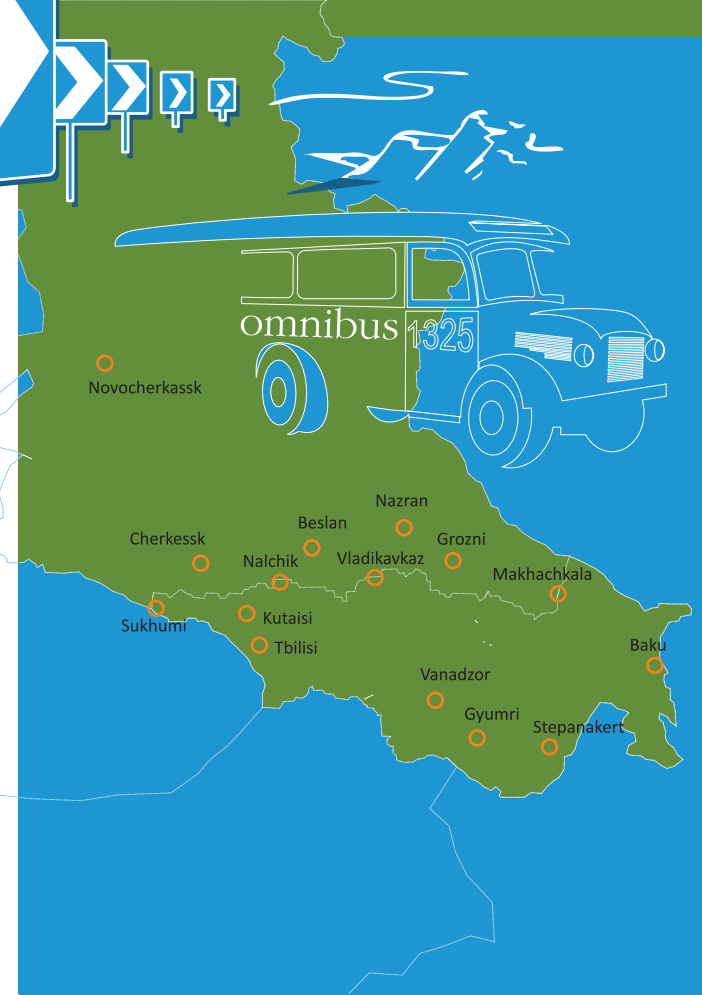 omnibus 1325
Novocherkassk
Nazran
Beslan
Cherkessk
Grozni
Nalchik
Vladikavkaz
Makhachkala
Sukhumi
Kutaisi
Tbilisi
Baku
Vanadzor
Gyumri
Stepanakert